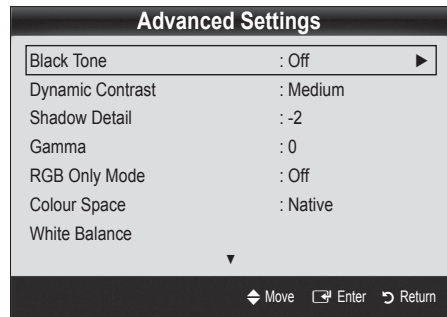 Advanced Settings
Black Tone : Off ►
Dynamic Contrast : Medium
Shadow Detail : -2
Gamma : 0
RGB Only Mode : Off
Colour Space : Native
White Balance
▼
Move Enter Return